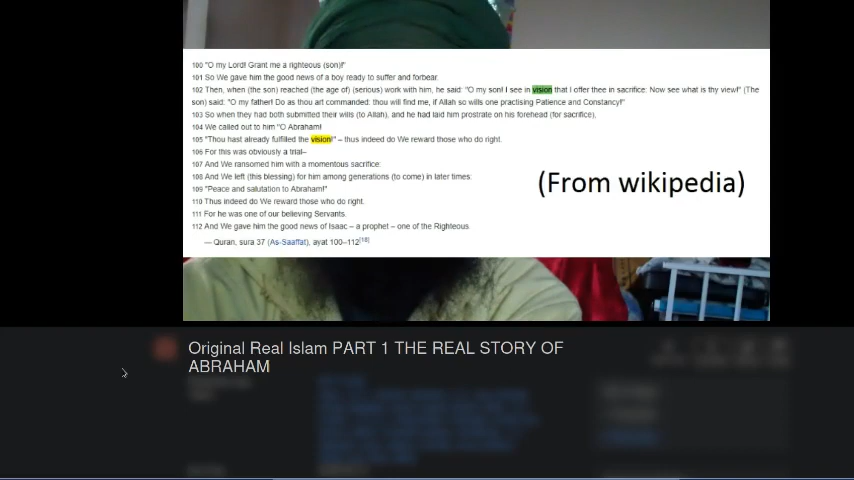 100 "O my Lord! Grant me a righteous (son)!"
101 So We gave him the good news of a boy ready to suffer and forbear.
102 Then, when (the son) reached (the age of) (serious) work with him, he said: "O my son! I see in vision that I offer thee in sacrifice: Now see what is thy view!" (The
son) said: "O my father! Do as thou art commanded: thou will find me, if Allah so wills one practising Patience and Constancy!"
103 So when they had both submitted their wills (to Allah), and he had laid him prostrate on his forehead (for sacrifice),
104 We called out to him "O Abraham!
105 "Thou hast already fulfilled the vision!" – thus indeed do We reward those who do right.
106 For this was obviously a trial–
107 And We ransomed him with a momentous sacrifice:
108 And We left (this blessing) for him among generations (to come) in later times:
109 "Peace and salutation to Abraham!"
110 Thus indeed do We reward those who do right.
111 For he was one of our believing Servants.
112 And We gave him the good news of Isaac – a prophet – one of the Righteous.
— Quran, sura 37 (As-Saaffat), ayat 100–112[18]
(From wikipedia)
Original Real Islam PART 1 THE REAL STORY OF
ABRAHAM